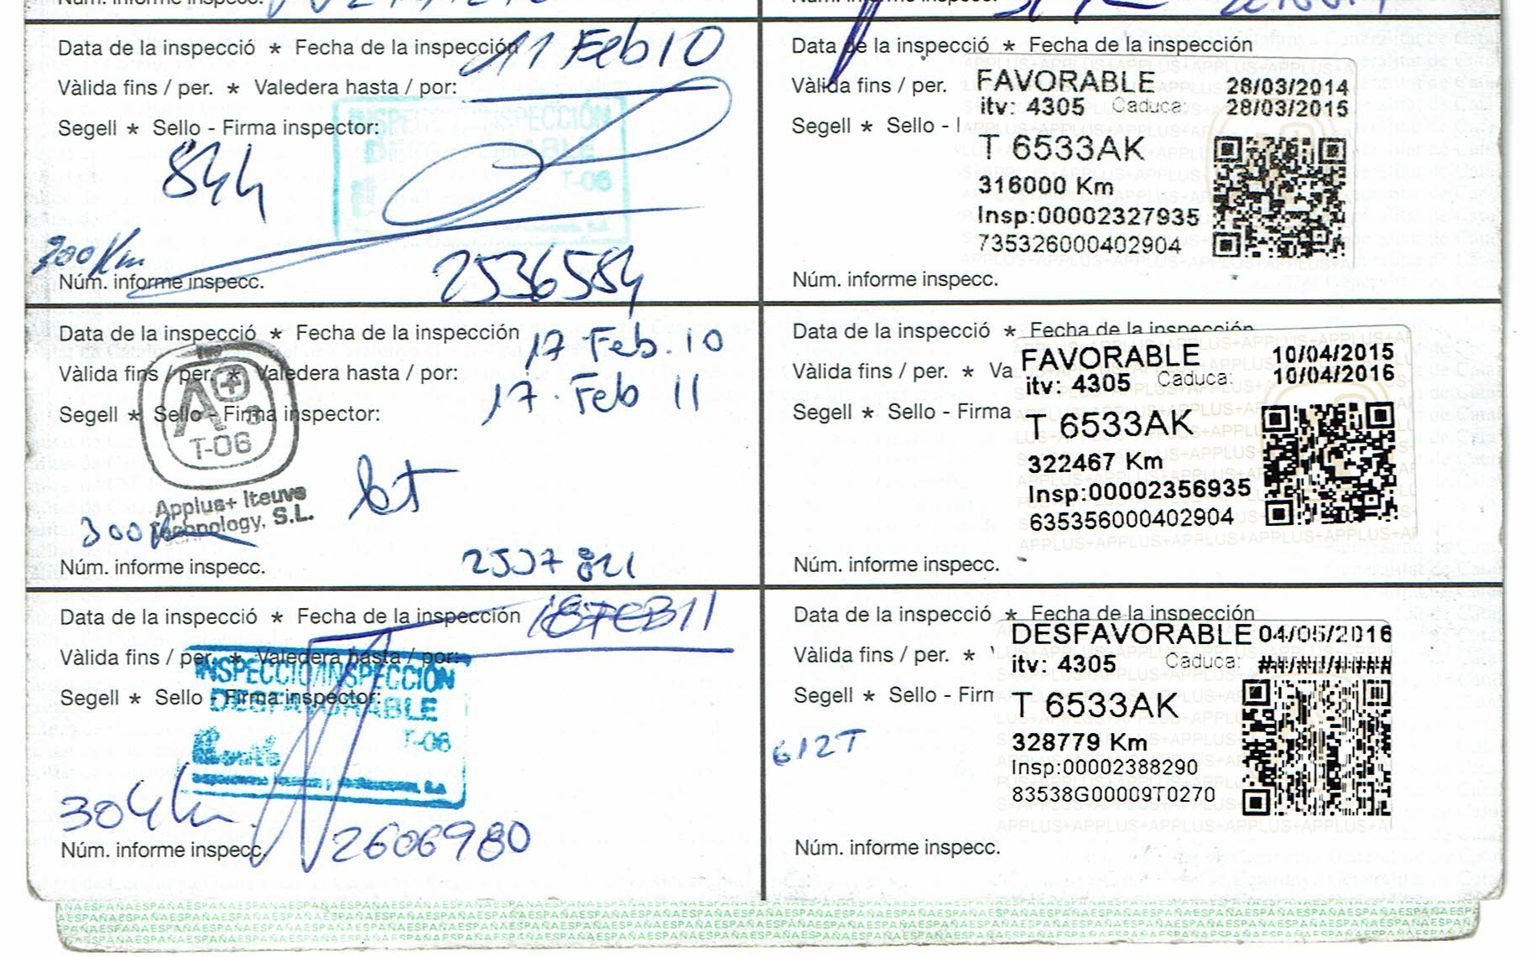 Data de la inspecció * Fecha de la inspección 11 Feb 10
Vàlida fins / per. * Valedera hasta / por:
Segell * Sello - Firma inspector:
INSPECCIÓ/INSPECCIÓN
DESFAVORABLE
T-06
300 Km
Núm. informe inspecc. 2536584
Data de la inspecció * Fecha de la inspección 17 Feb. 10
Vàlida fins / per. * Valedera hasta / por: 17. Feb 11
Segell * Sello - Firma inspector:
T-06
Applus+ Iteuve
Technology, S.L.
Núm. informe inspecc. 2537821
Data de la inspecció * Fecha de la inspección 18 FEB 11
Vàlida fins / per. * Valedera hasta / por:
Segell * Sello - Firma inspector:
INSPECCIÓ/INSPECCIÓN
DESFAVORABLE
T-06
Núm. informe inspecc. 2606980
Núm. informe inspecc.
Data de la inspecció * Fecha de la inspección
Vàlida fins / per.
Segell * Sello -
FAVORABLE 28/03/2014
itv: 4305 Caduca: 28/03/2015
T 6533AK
316000 Km
Insp:00002327935
735326000402904
Núm. informe inspecc.
Data de la inspecció * Fecha de la inspección
Vàlida fins / per. * Va
Segell * Sello - Firma
FAVORABLE 10/04/2015
itv: 4305 Caduca: 10/04/2016
T 6533AK
322467 Km
Insp:00002356935
635356000402904
Núm. informe inspecc.
Data de la inspecció * Fecha de la inspección
Vàlida fins / per. *
Segell * Sello - Firm
612T
DESFAVORABLE 04/05/2016
itv: 4305 Caduca: ##/##/####
T 6533AK
328779 Km
Insp:00002388290
83538G00009T0270
Núm. informe inspecc.
ESPAÑAESPAÑAESPAÑAESPAÑA